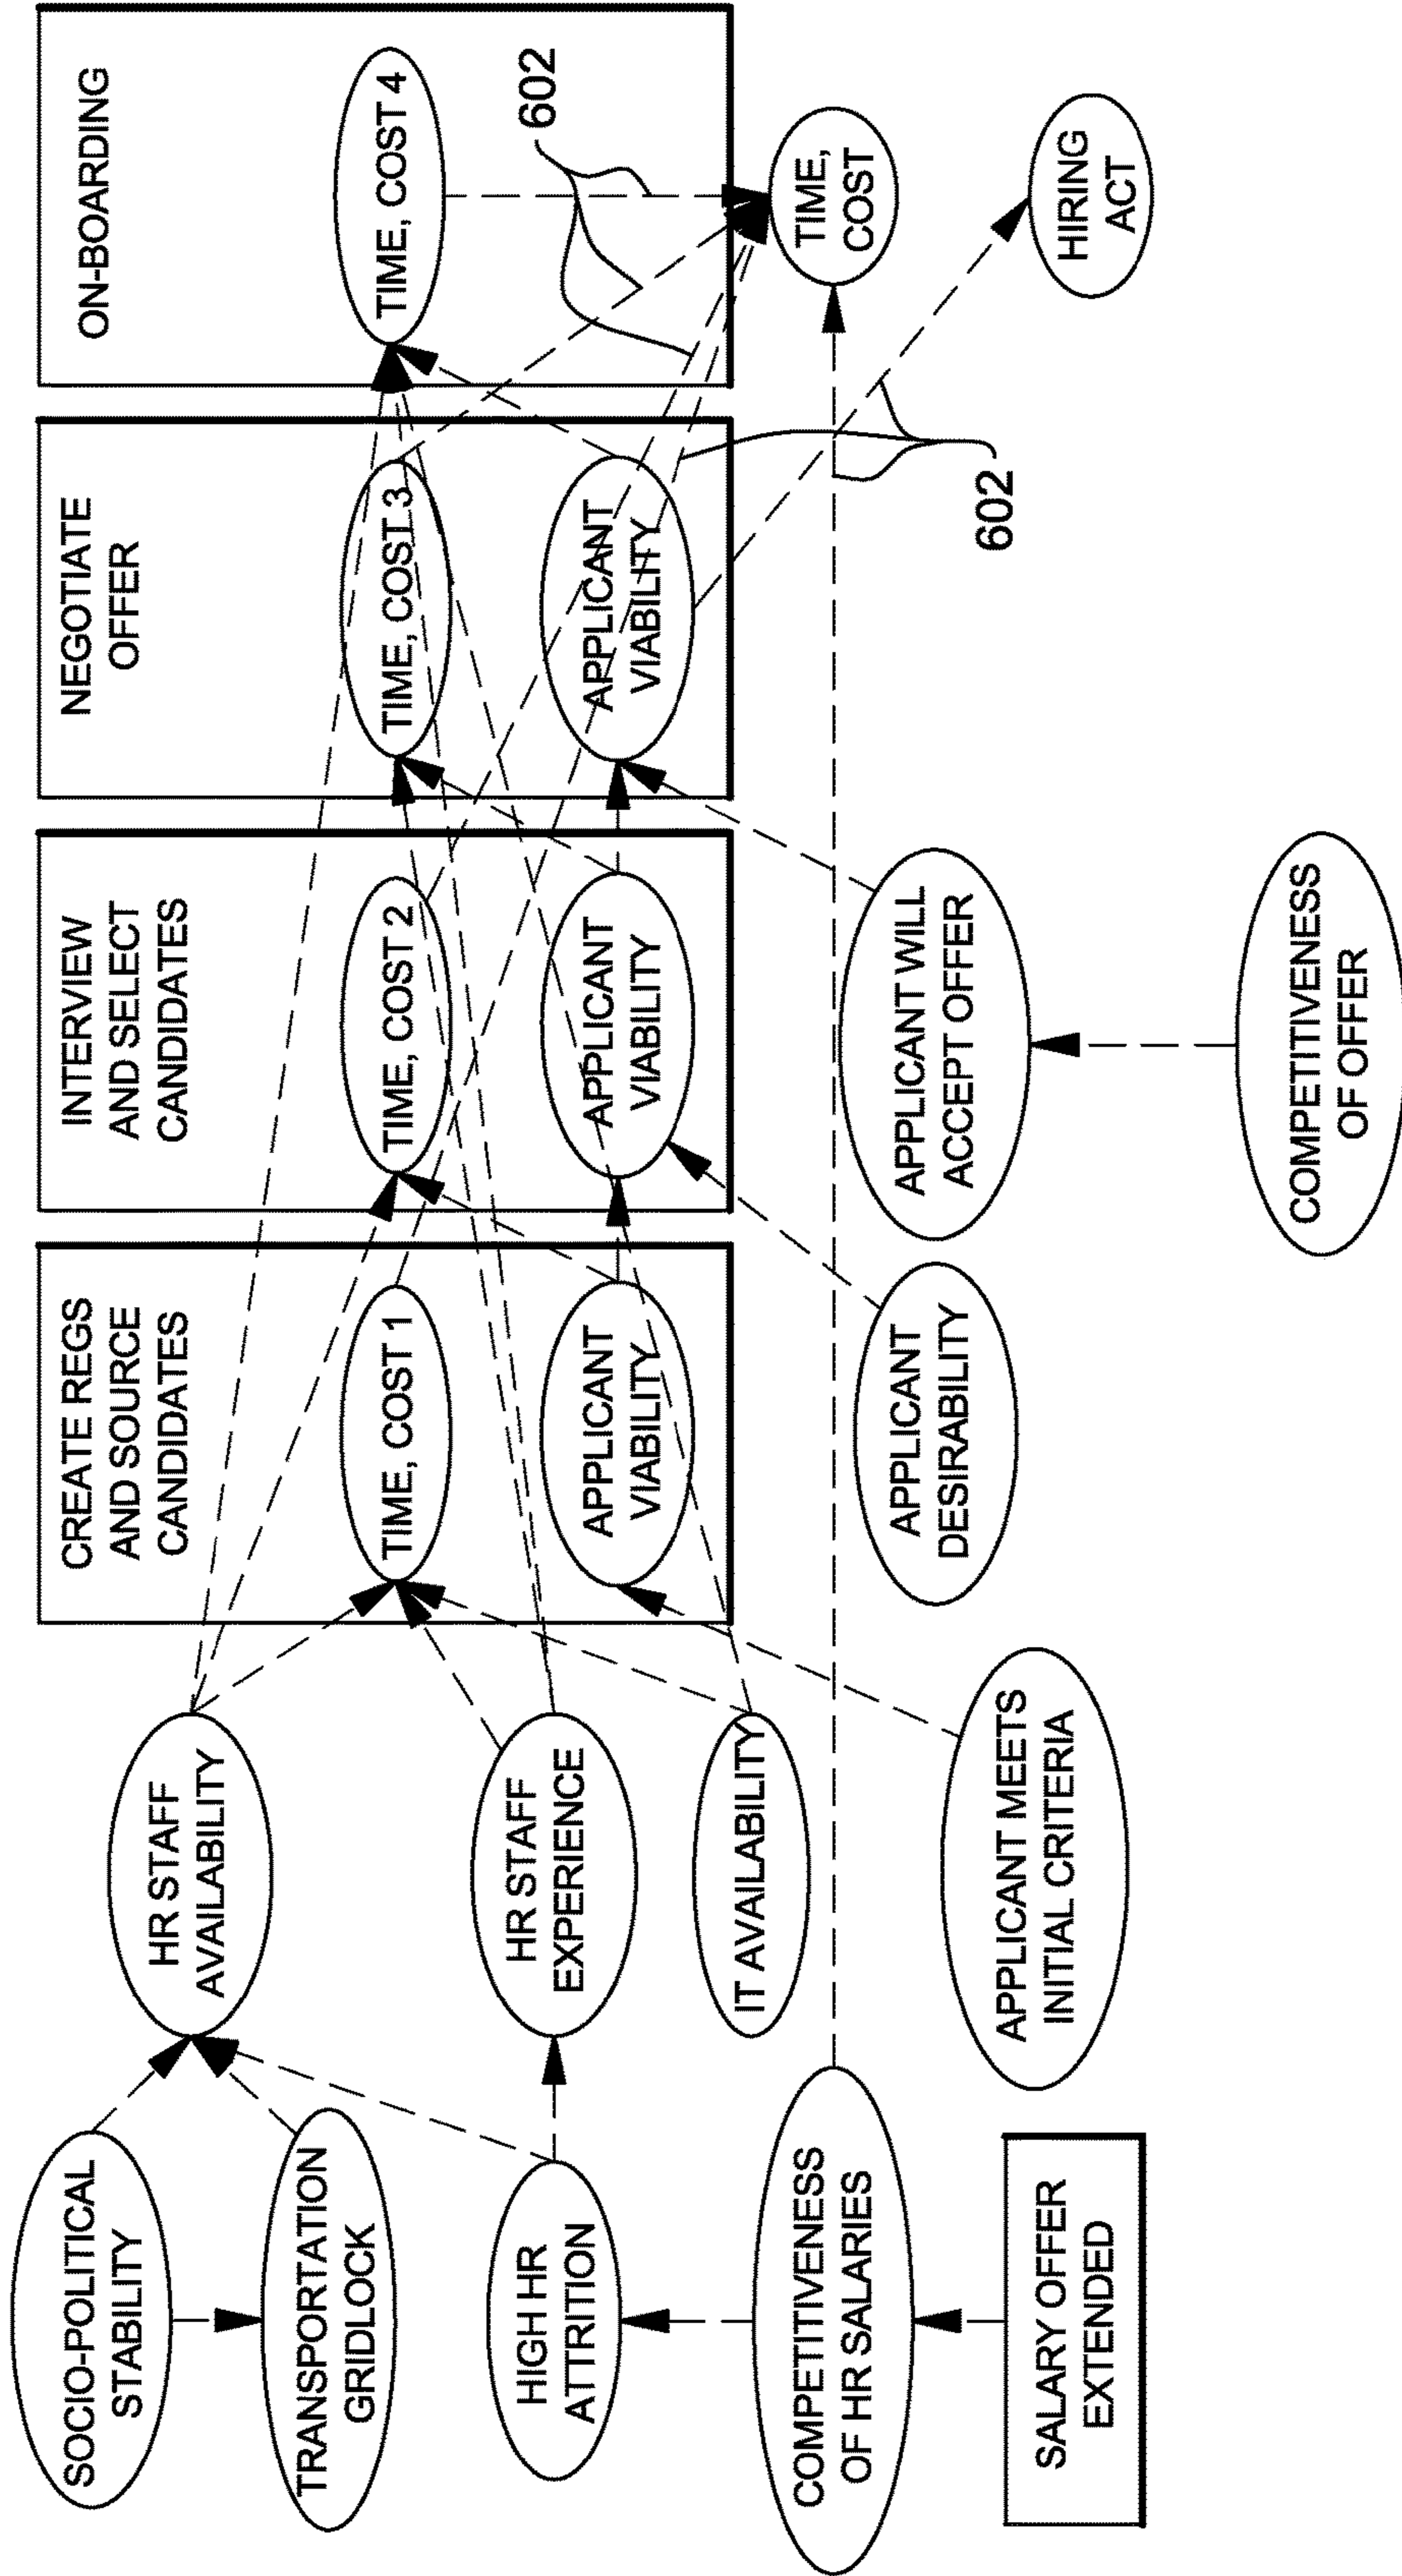 SOCIO-POLITICAL
STABILITY
TRANSPORTATION
GRIDLOCK
HIGH HR
ATTRITION
COMPETITIVENESS
OF HR SALARIES
SALARY OFFER
EXTENDED
HR STAFF
AVAILABILITY
HR STAFF
EXPERIENCE
IT AVAILABILITY
APPLICANT MEETS
INITIAL CRITERIA
CREATE REGS
AND SOURCE
CANDIDATES
TIME, COST 1
APPLICANT
VIABILITY
APPLICANT
DESIRABILITY
INTERVIEW
AND SELECT
CANDIDATES
TIME, COST 2
APPLICANT
VIABILITY
APPLICANT WILL
ACCEPT OFFER
COMPETITIVENESS
OF OFFER
NEGOTIATE
OFFER
TIME, COST 3
APPLICANT
VIABILITY
602
ON-BOARDING
TIME, COST 4
602
TIME,
COST
HIRING
ACT